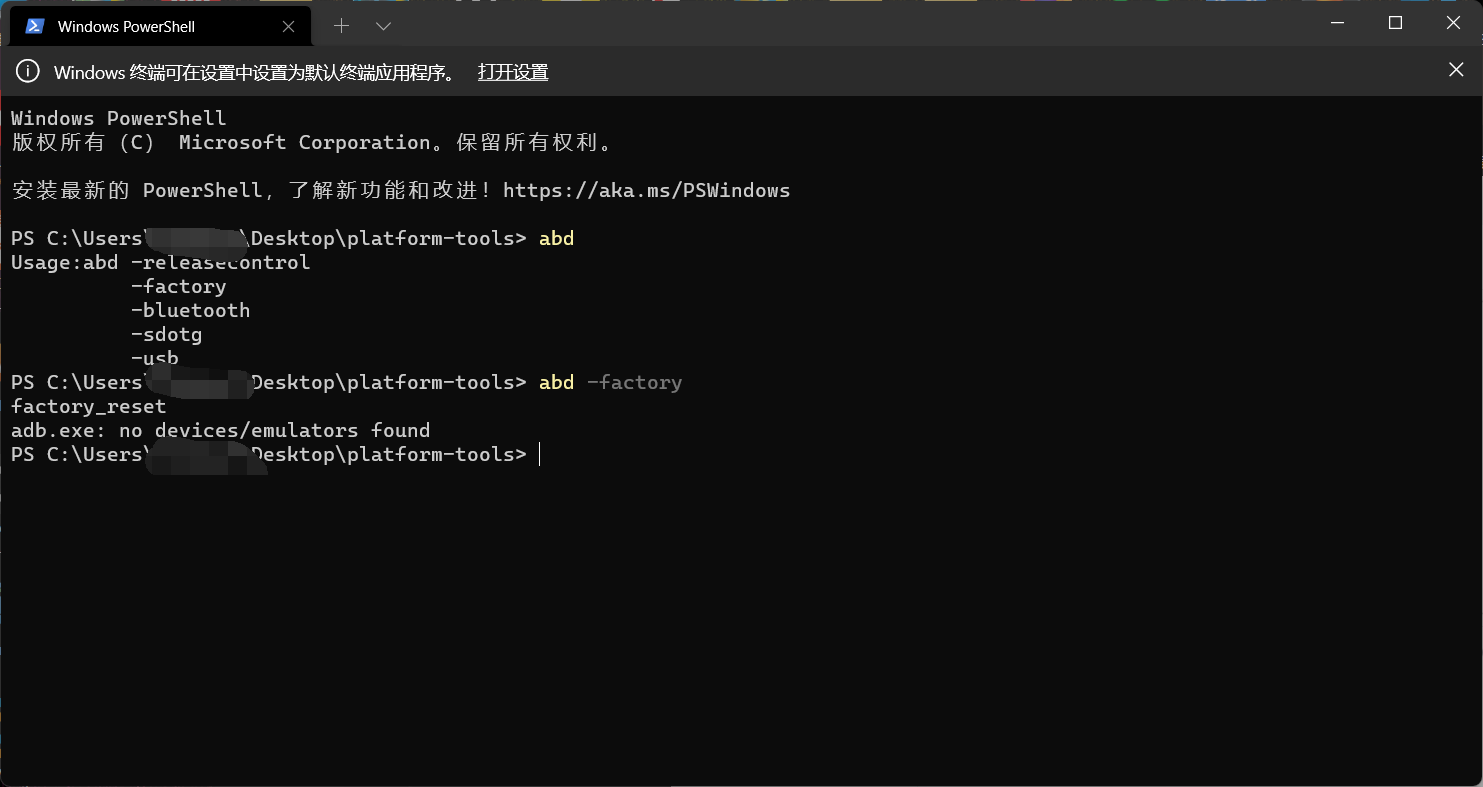 Windows PowerShell
Windows 终端可在设置中设置为默认终端应用程序。 打开设置
Windows PowerShell
版权所有 (C) Microsoft Corporation。保留所有权利。
安装最新的 PowerShell，了解新功能和改进！https://aka.ms/PSWindows
PS C:\Users\ \Desktop\platform-tools> abd
Usage:abd -releasecontrol
-factory
-bluetooth
-sdotg
-usb
PS C:\Users\ Desktop\platform-tools> abd -factory
factory_reset
adb.exe: no devices/emulators found
PS C:\Users\ Desktop\platform-tools>